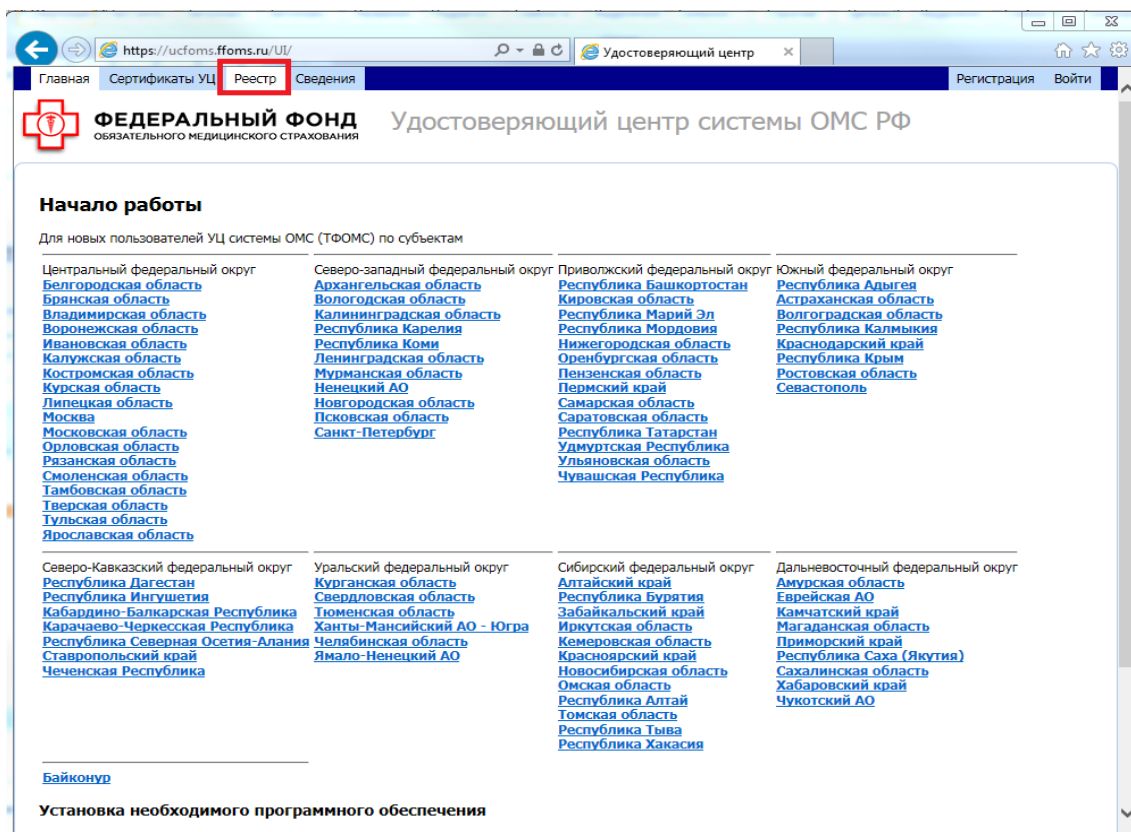 https://ucfoms.ffoms.ru/UI/
Удостоверяющий центр
Главная Сертификаты УЦ Реестр Сведения Регистрация Войти
ФЕДЕРАЛЬНЫЙ ФОНД
ОБЯЗАТЕЛЬНОГО МЕДИЦИНСКОГО СТРАХОВАНИЯ
Удостоверяющий центр системы ОМС РФ
Начало работы
Для новых пользователей УЦ системы ОМС (ТФОМС) по субъектам
Центральный федеральный округ
Белгородская область
Брянская область
Владимирская область
Воронежская область
Ивановская область
Калужская область
Костромская область
Курская область
Липецкая область
Москва
Московская область
Орловская область
Рязанская область
Смоленская область
Тамбовская область
Тверская область
Тульская область
Ярославская область
Северо-западный федеральный округ
Архангельская область
Вологодская область
Калининградская область
Республика Карелия
Республика Коми
Ленинградская область
Мурманская область
Ненецкий АО
Новгородская область
Псковская область
Санкт-Петербург
Приволжский федеральный округ
Республика Башкортостан
Кировская область
Республика Марий Эл
Республика Мордовия
Нижегородская область
Оренбургская область
Пензенская область
Пермский край
Самарская область
Саратовская область
Республика Татарстан
Удмуртская Республика
Ульяновская область
Чувашская Республика
Южный федеральный округ
Республика Адыгея
Астраханская область
Волгоградская область
Республика Калмыкия
Краснодарский край
Республика Крым
Ростовская область
Севастополь
Северо-Кавказский федеральный округ
Республика Дагестан
Республика Ингушетия
Кабардино-Балкарская Республика
Карачаево-Черкесская Республика
Республика Северная Осетия-Алания
Ставропольский край
Чеченская Республика
Уральский федеральный округ
Курганская область
Свердловская область
Тюменская область
Ханты-Мансийский АО - Югра
Челябинская область
Ямало-Ненецкий АО
Сибирский федеральный округ
Алтайский край
Республика Бурятия
Забайкальский край
Иркутская область
Кемеровская область
Красноярский край
Новосибирская область
Омская область
Республика Алтай
Томская область
Республика Тыва
Республика Хакасия
Дальневосточный федеральный округ
Амурская область
Еврейская АО
Камчатский край
Магаданская область
Приморский край
Республика Саха (Якутия)
Сахалинская область
Хабаровский край
Чукотский АО
Байконур
Установка необходимого программного обеспечения